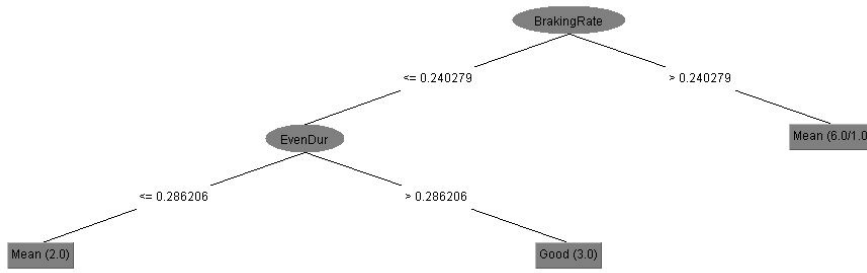 BrakingRate
<= 0.240279
> 0.240279
EvenDur
Mean (6.0/1.0
<= 0.286206
> 0.286206
Mean (2.0)
Good (3.0)